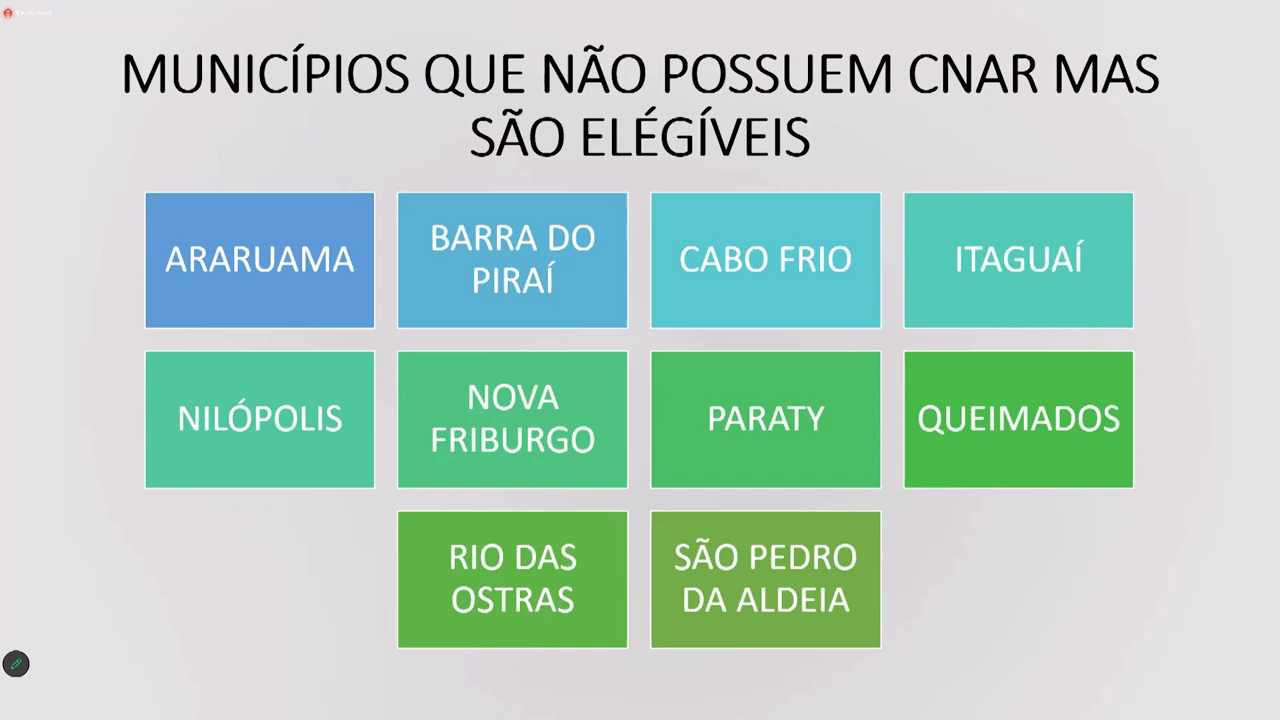 MUNICÍPIOS QUE NÃO POSSUEM CNAR MAS
SÃO ELÉGÍVEIS
ARARUAMA
BARRA DO
PIRAÍ
CABO FRIO
ITAGUAÍ
NILÓPOLIS
NOVA
FRIBURGO
PARATY
QUEIMADOS
RIO DAS
OSTRAS
SÃO PEDRO
DA ALDEIA